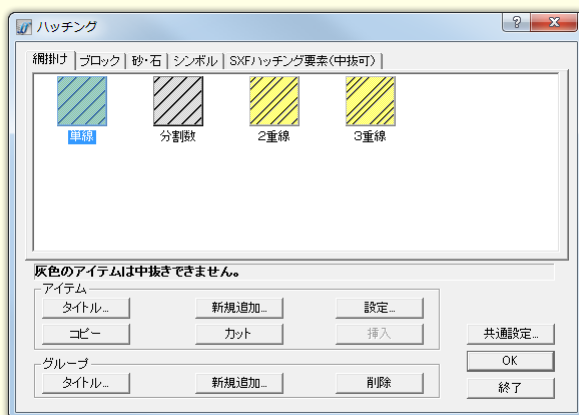 ハッチング
網掛け ブロック 砂・石 シンボル SXFハッチング要素(中抜可)
単線 分割数 2重線 3重線
灰色のアイテムは中抜きできません。
アイテム
タイトル... 新規追加... 設定...
コピー カット 挿入 共通設定...
グループ OK
タイトル... 新規追加... 削除 終了